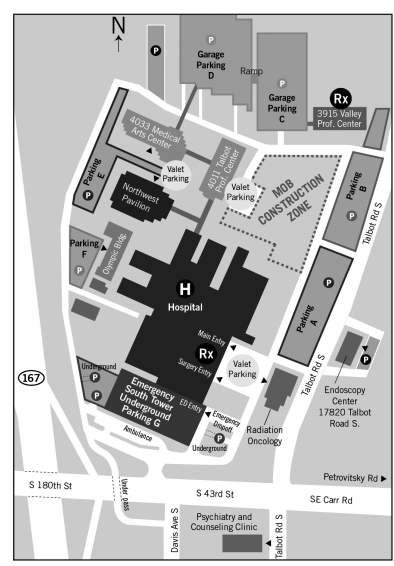 N
P
P
Garage
Parking
D
Ramp
P
Garage
Parking
C
Rx
3915 Valley
Prof. Center
4033 Medical
Arts Center
4011 Talbot
Prof. Center
Parking
E
P
Valet
Parking
Valet
Parking
MOB
CONSTRUCTION
ZONE
Parking
B
P
Talbot Rd S
Northwest
Pavilion
Parking
F
P
Olympic Bldg.
H
Hospital
Parking
A
P
Main Entry
Rx
Surgery Entry
Valet
Parking
Talbot Rd S
P
Endoscopy
Center
17820 Talbot
Road S.
167
Underground
P
P
Emergency
South Tower
Underground
Parking G
ED Entry
Emergency
Dropoff
P
Underground
Radiation
Oncology
Ambulance
Petrovitsky Rd
S 180th St
Under pass
S 43rd St
SE Carr Rd
Davis Ave S
Psychiatry and
Counseling Clinic
Talbot Rd S